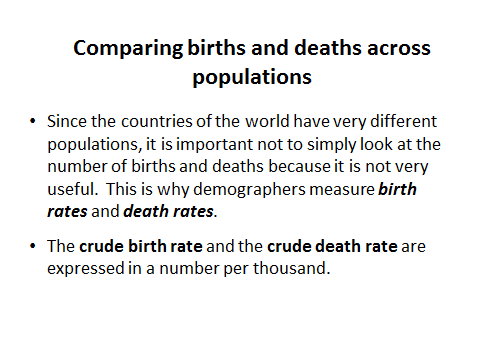 Comparing births and deaths across
populations
• Since the countries of the world have very different
populations, it is important not to simply look at the
number of births and deaths because it is not very
useful.  This is why demographers measure birth
rates and death rates.
• The crude birth rate and the crude death rate are
expressed in a number per thousand.